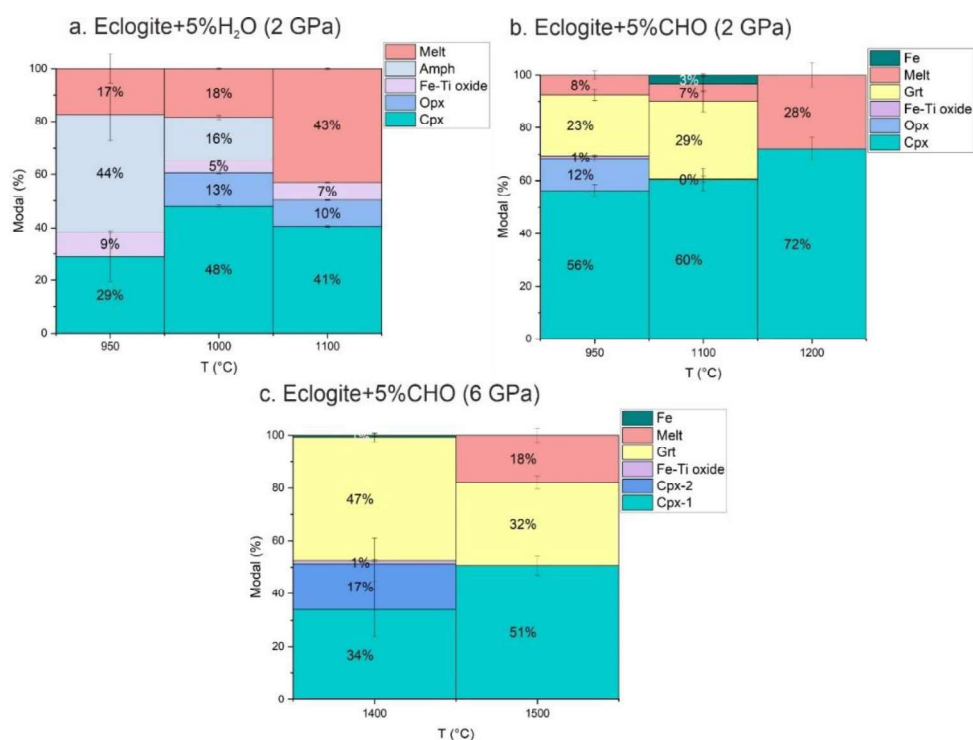 a. Eclogite+5%H₂O (2 GPa)
Melt
Amph
Fe-Ti oxide
Opx
Cpx
Modal (%)
100
80
60
40
20
0
17%
44%
9%
29%
18%
16%
5%
13%
48%
43%
7%
10%
41%
950
1000
1100
T (°C)
b. Eclogite+5%CHO (2 GPa)
Fe
Melt
Grt
Fe-Ti oxide
Opx
Cpx
Modal (%)
100
80
60
40
20
0
8%
23%
1%
12%
56%
3%
7%
29%
0%
60%
28%
72%
950
1100
1200
T (°C)
c. Eclogite+5%CHO (6 GPa)
Fe
Melt
Grt
Fe-Ti oxide
Cpx-2
Cpx-1
Modal (%)
100
80
60
40
20
0
47%
1%
17%
34%
18%
32%
51%
1400
1500
T (°C)